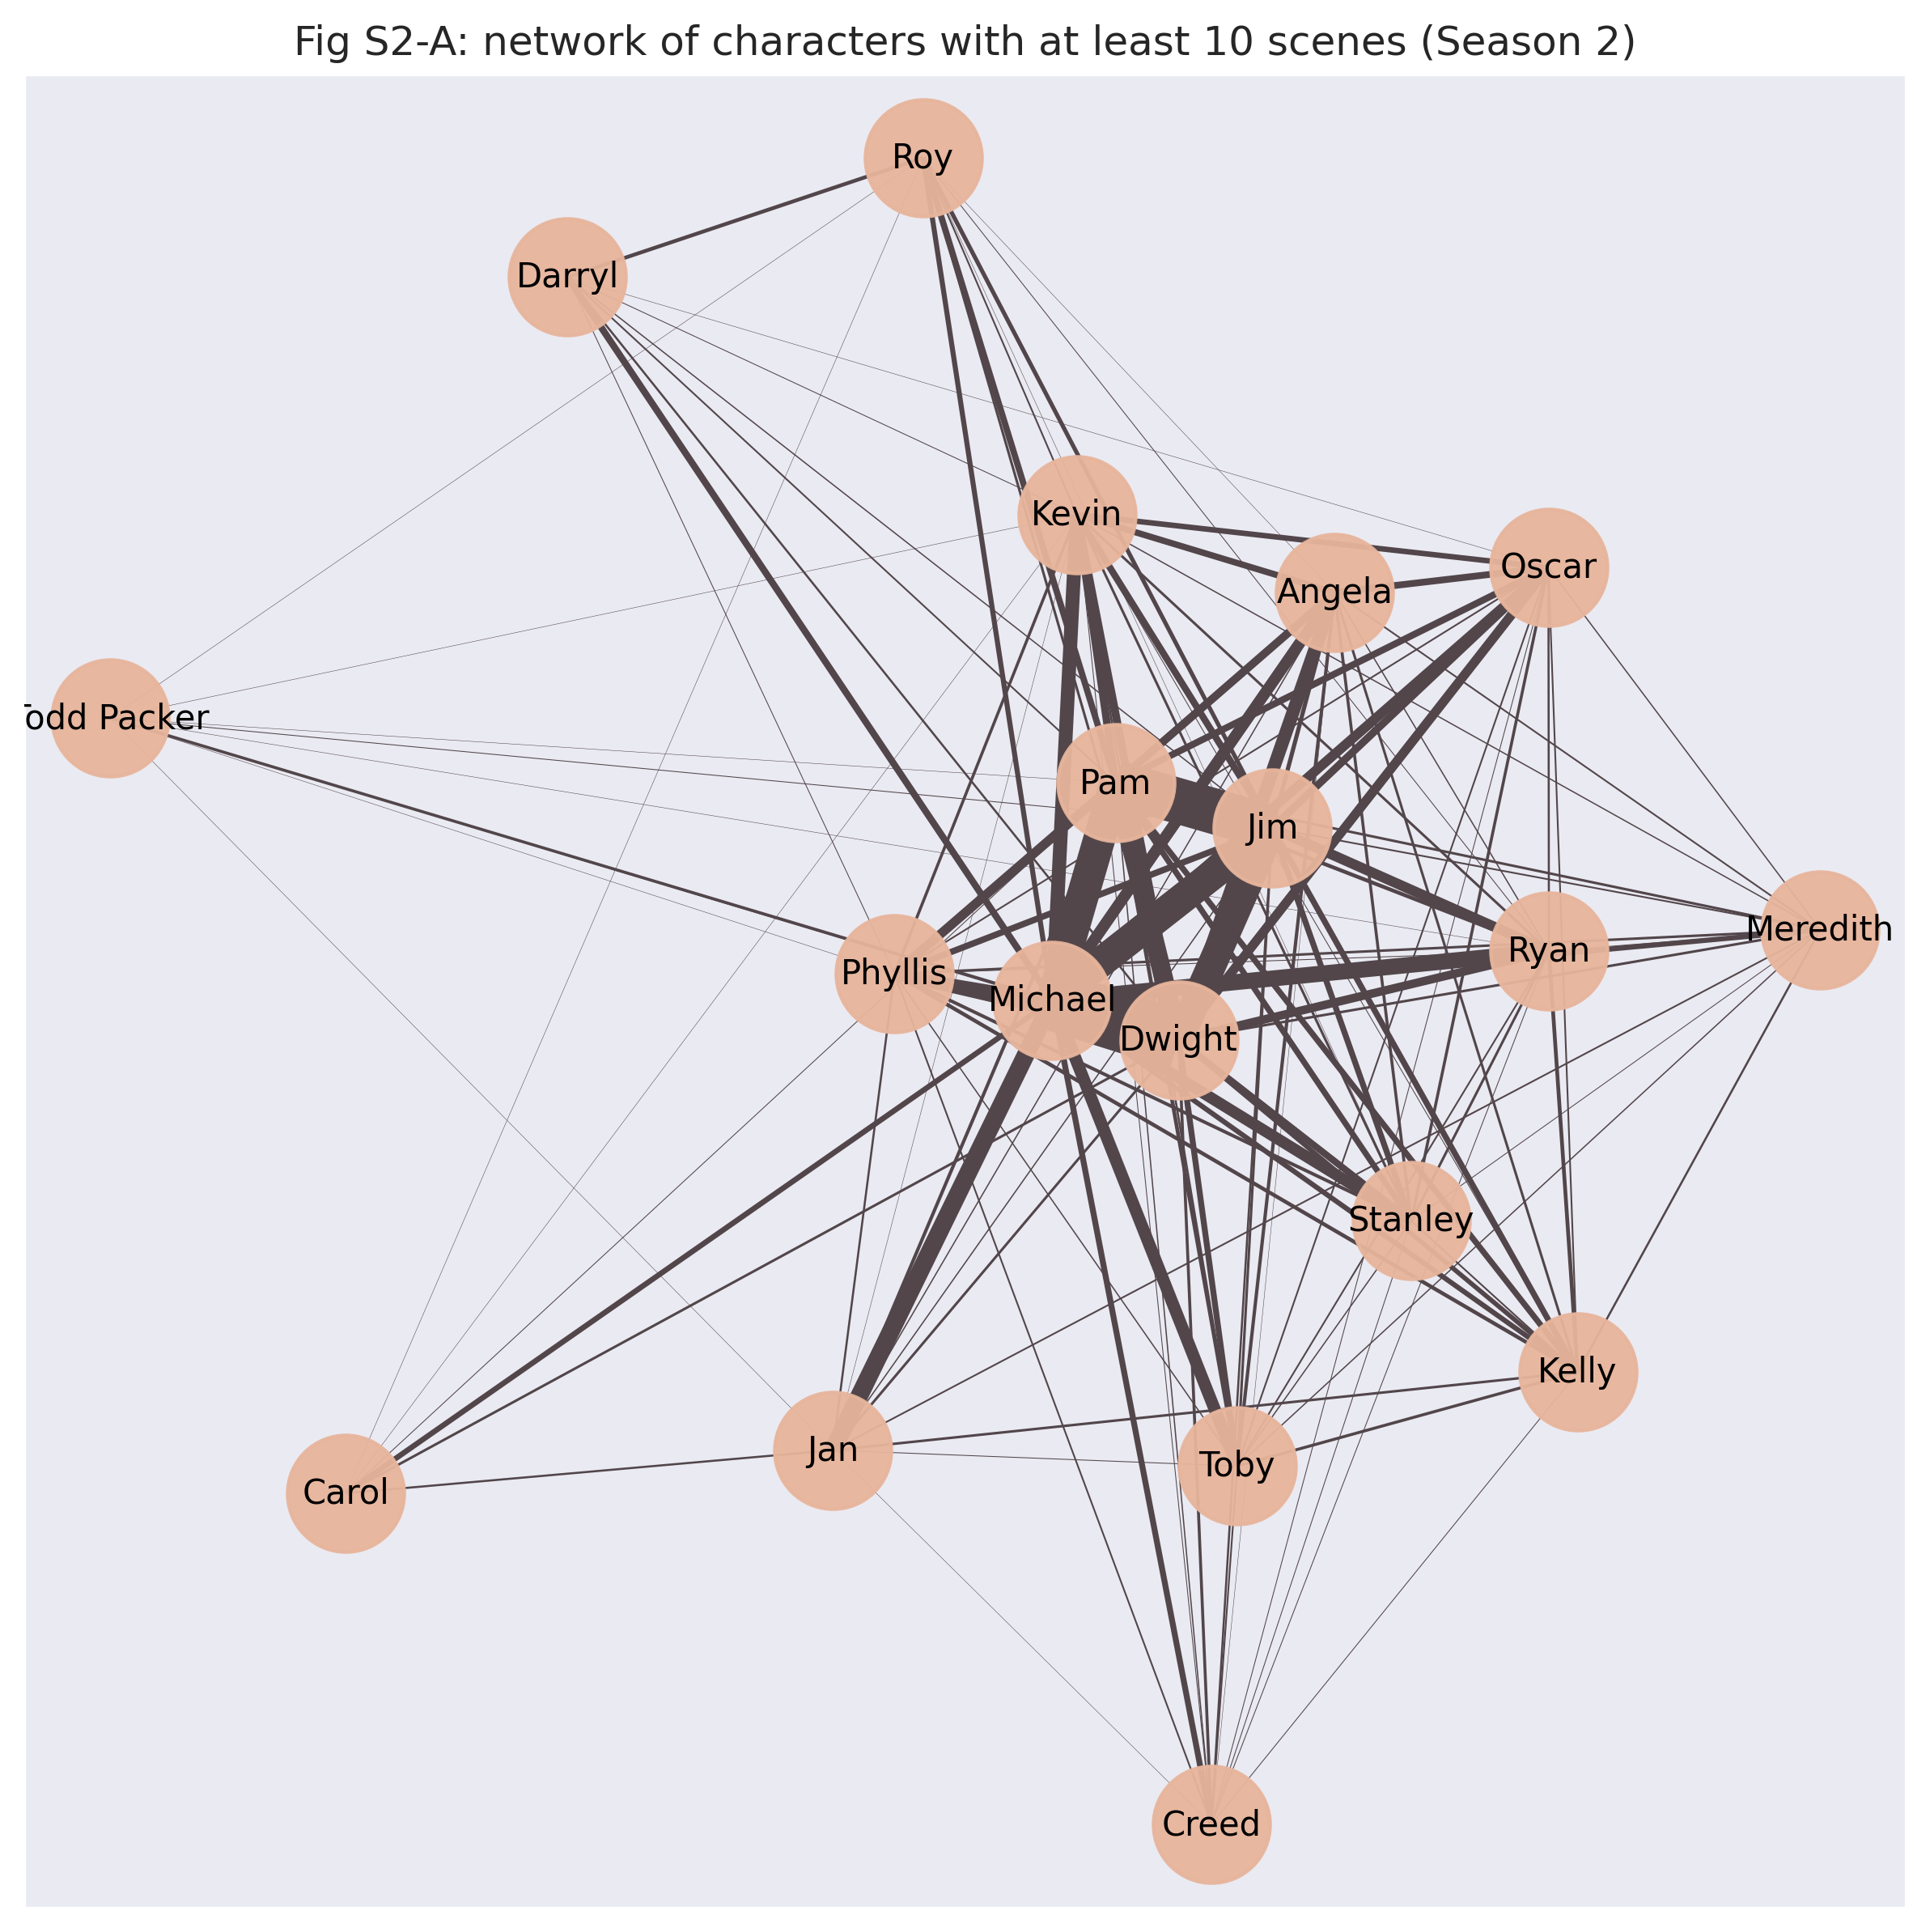 Fig S2-A: network of characters with at least 10 scenes (Season 2)
Roy
Darryl
Kevin
Oscar
Angela
odd Packer
Pam
Jim
Meredith
Ryan
Phyllis
Michael
Dwight
Stanley
Kelly
Jan
Toby
Carol
Creed